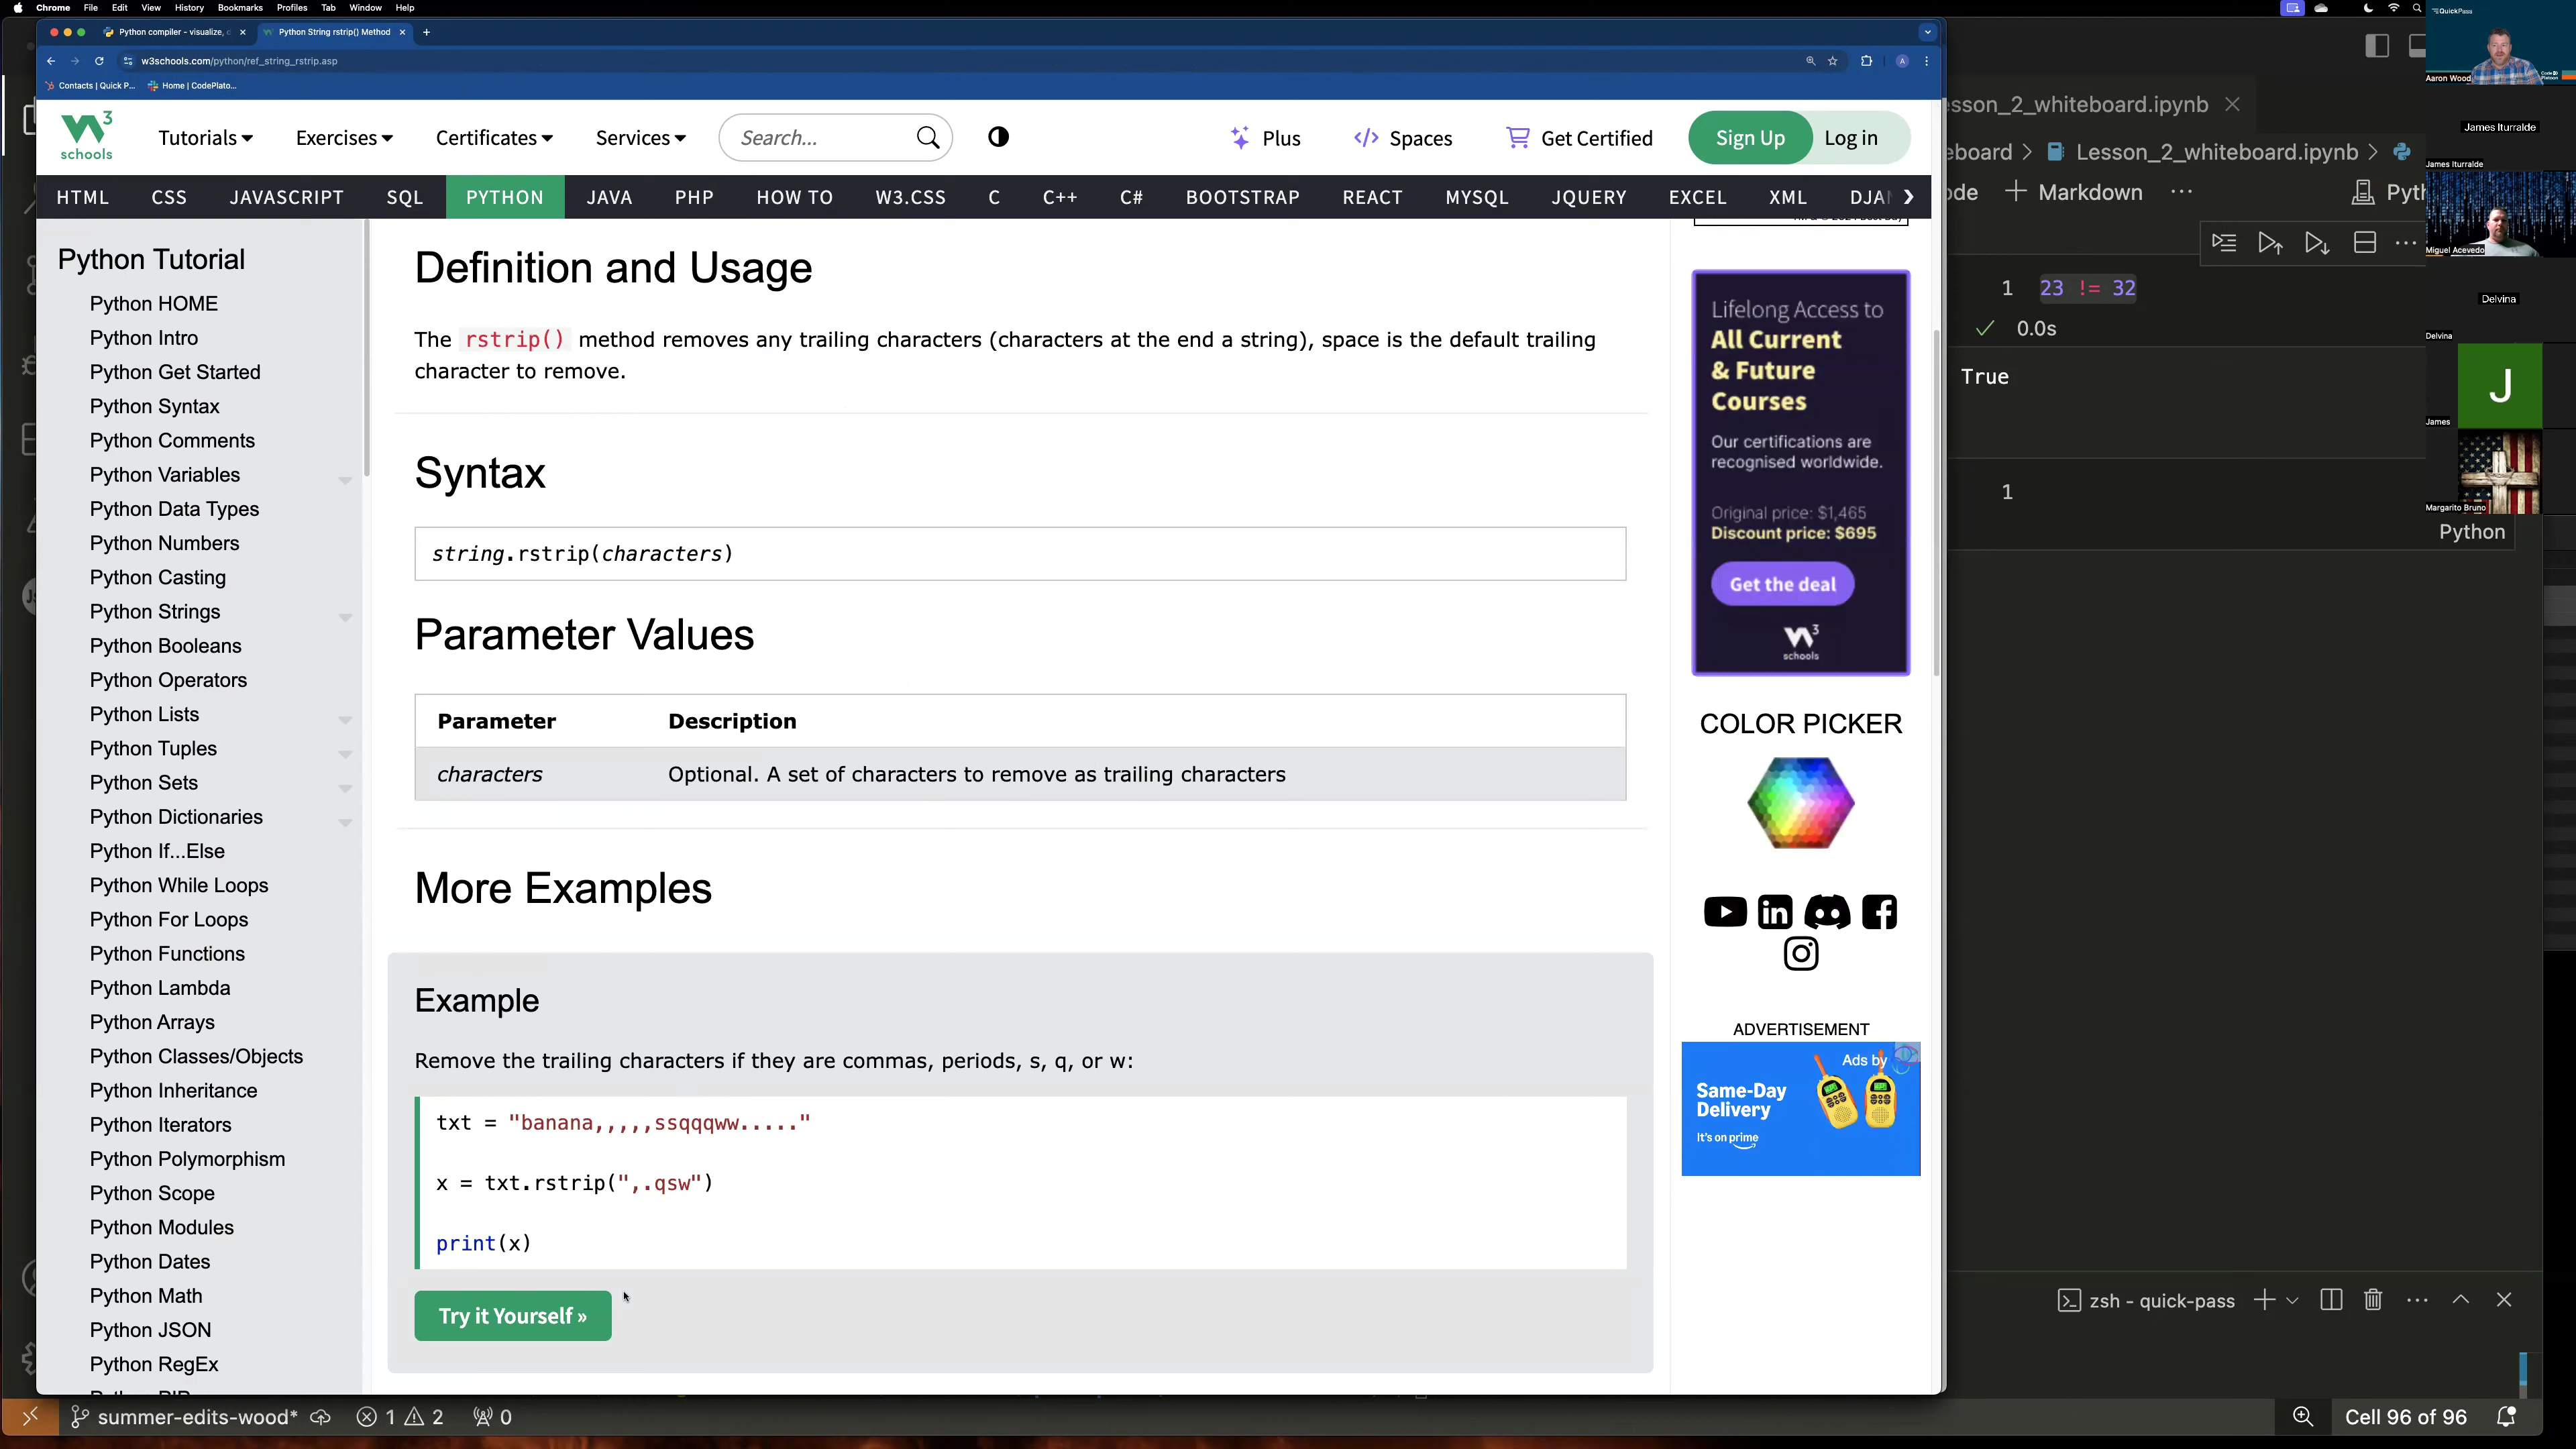 Chrome File Edit View History Bookmarks Profiles Tab Window Help
Python compiler - visualize, d
Python String rstrip() Method
w3schools.com/python/ref_string_rstrip.asp
Contacts | Quick P...
Home | CodePlato...
W3 schools
Tutorials
Exercises
Certificates
Services
Search...
Plus
Spaces
Get Certified
Sign Up
Log in
HTML CSS JAVASCRIPT SQL PYTHON JAVA PHP HOW TO W3.CSS C C++ C# BOOTSTRAP REACT MYSQL JQUERY EXCEL XML DJAN
Python Tutorial
Python HOME
Python Intro
Python Get Started
Python Syntax
Python Comments
Python Variables
Python Data Types
Python Numbers
Python Casting
Python Strings
Python Booleans
Python Operators
Python Lists
Python Tuples
Python Sets
Python Dictionaries
Python If...Else
Python While Loops
Python For Loops
Python Functions
Python Lambda
Python Arrays
Python Classes/Objects
Python Inheritance
Python Iterators
Python Polymorphism
Python Scope
Python Modules
Python Dates
Python Math
Python JSON
Python RegEx
Definition and Usage
The rstrip() method removes any trailing characters (characters at the end a string), space is the default trailing
character to remove.
Syntax
string.rstrip(characters)
Parameter Values
Parameter Description
characters Optional. A set of characters to remove as trailing characters
More Examples
Example
Remove the trailing characters if they are commas, periods, s, q, or w:
txt = "banana,,,,,ssqqqww....."
x = txt.rstrip(",.qsw")
print(x)
Try it Yourself »
Lifelong Access to
All Current
& Future
Courses
Our certifications are
recognised worldwide.
Original price: $1,465
Discount price: $695
Get the deal
W3 schools
COLOR PICKER
ADVERTISEMENT
Ads by
Same-Day
Delivery
It's on prime
esson_2_whiteboard.ipynb
eboard > Lesson_2_whiteboard.ipynb >
ode + Markdown ... Pyth
1 23 != 32
0.0s
True
1
Python
QuickPass
Aaron Wood
James Iturralde
James Iturralde
Miguel Acevedo
Delvina
Delvina
J
James
Margarito Bruno
zsh - quick-pass
summer-edits-wood* 1 2 0
Cell 96 of 96